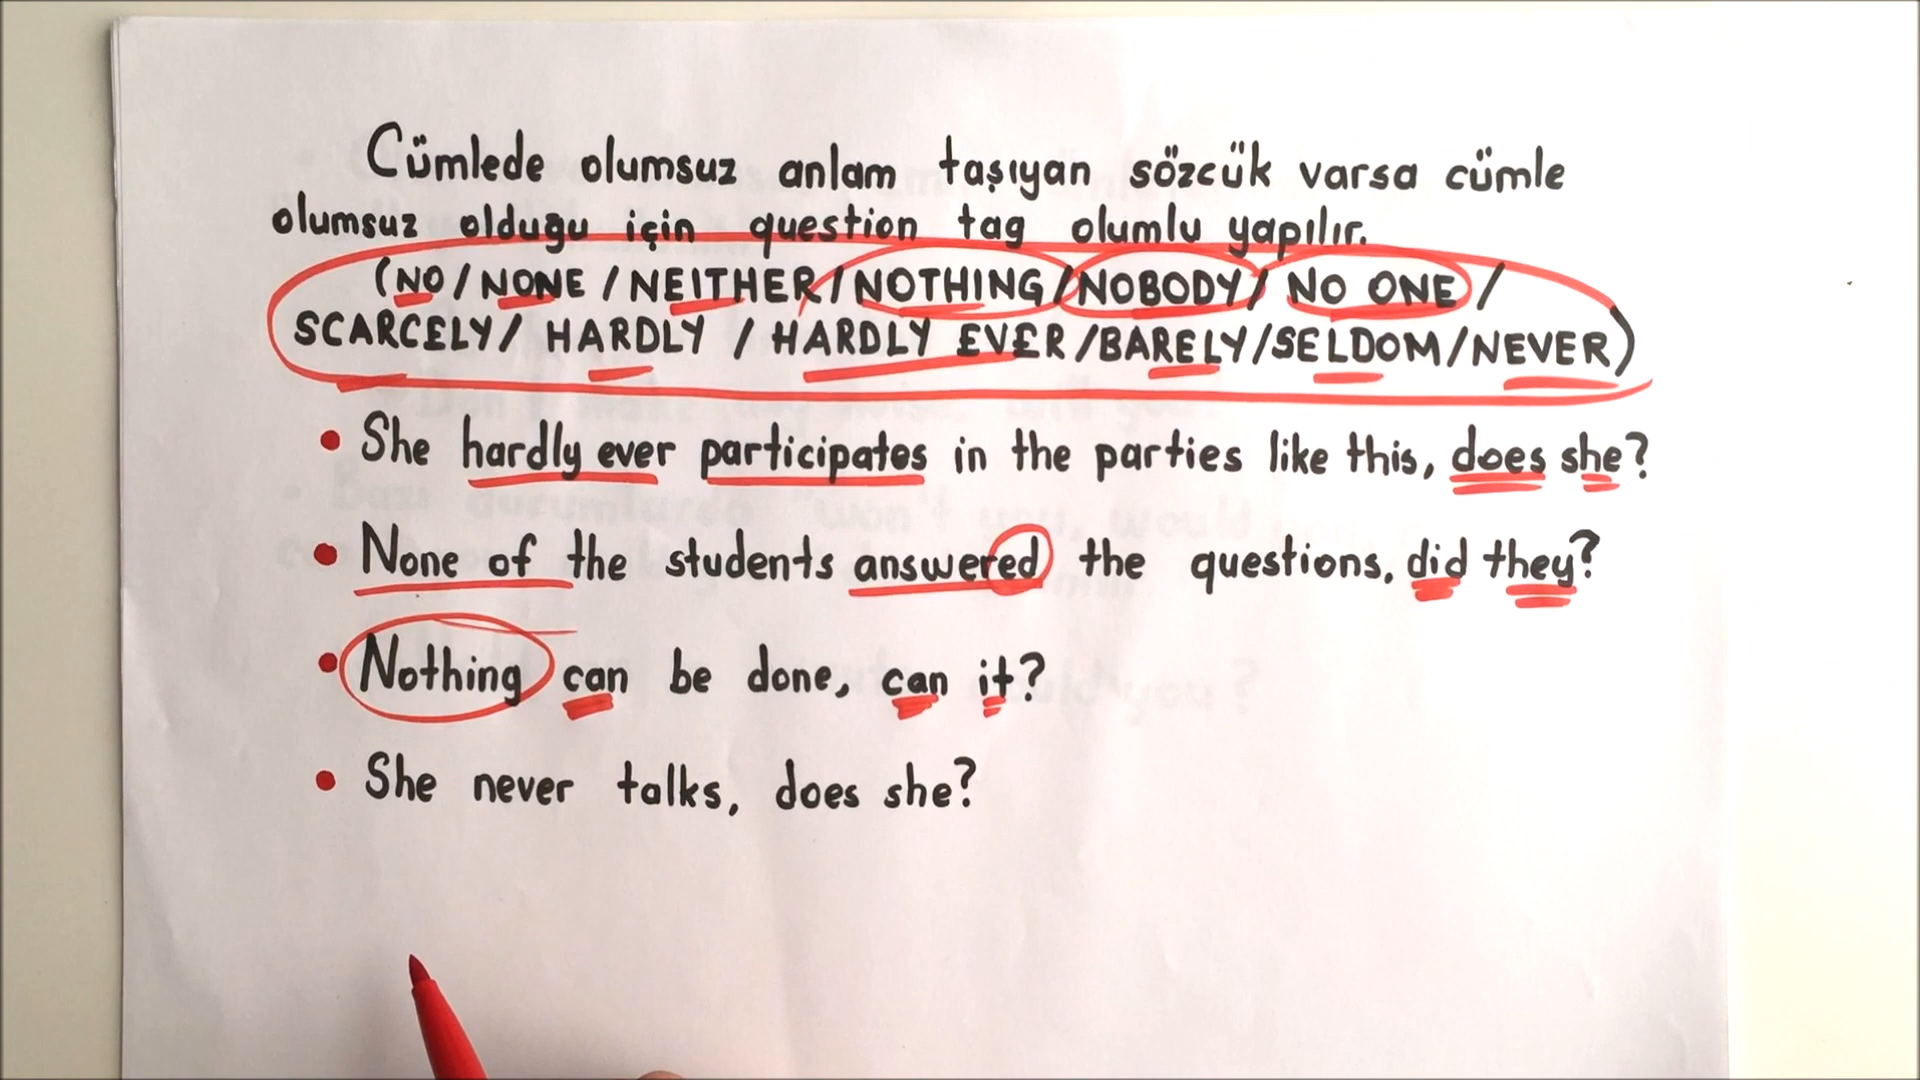 Cümlede olumsuz anlam taşıyan sözcük varsa cümle
olumsuz olduğu için question tag olumlu yapılır.
(NO / NONE / NEITHER / NOTHING / NOBODY / NO ONE /
SCARCELY / HARDLY / HARDLY EVER / BARELY / SELDOM / NEVER)
• She hardly ever participates in the parties like this, does she?
• None of the students answered the questions, did they?
• Nothing can be done, can it?
• She never talks, does she?